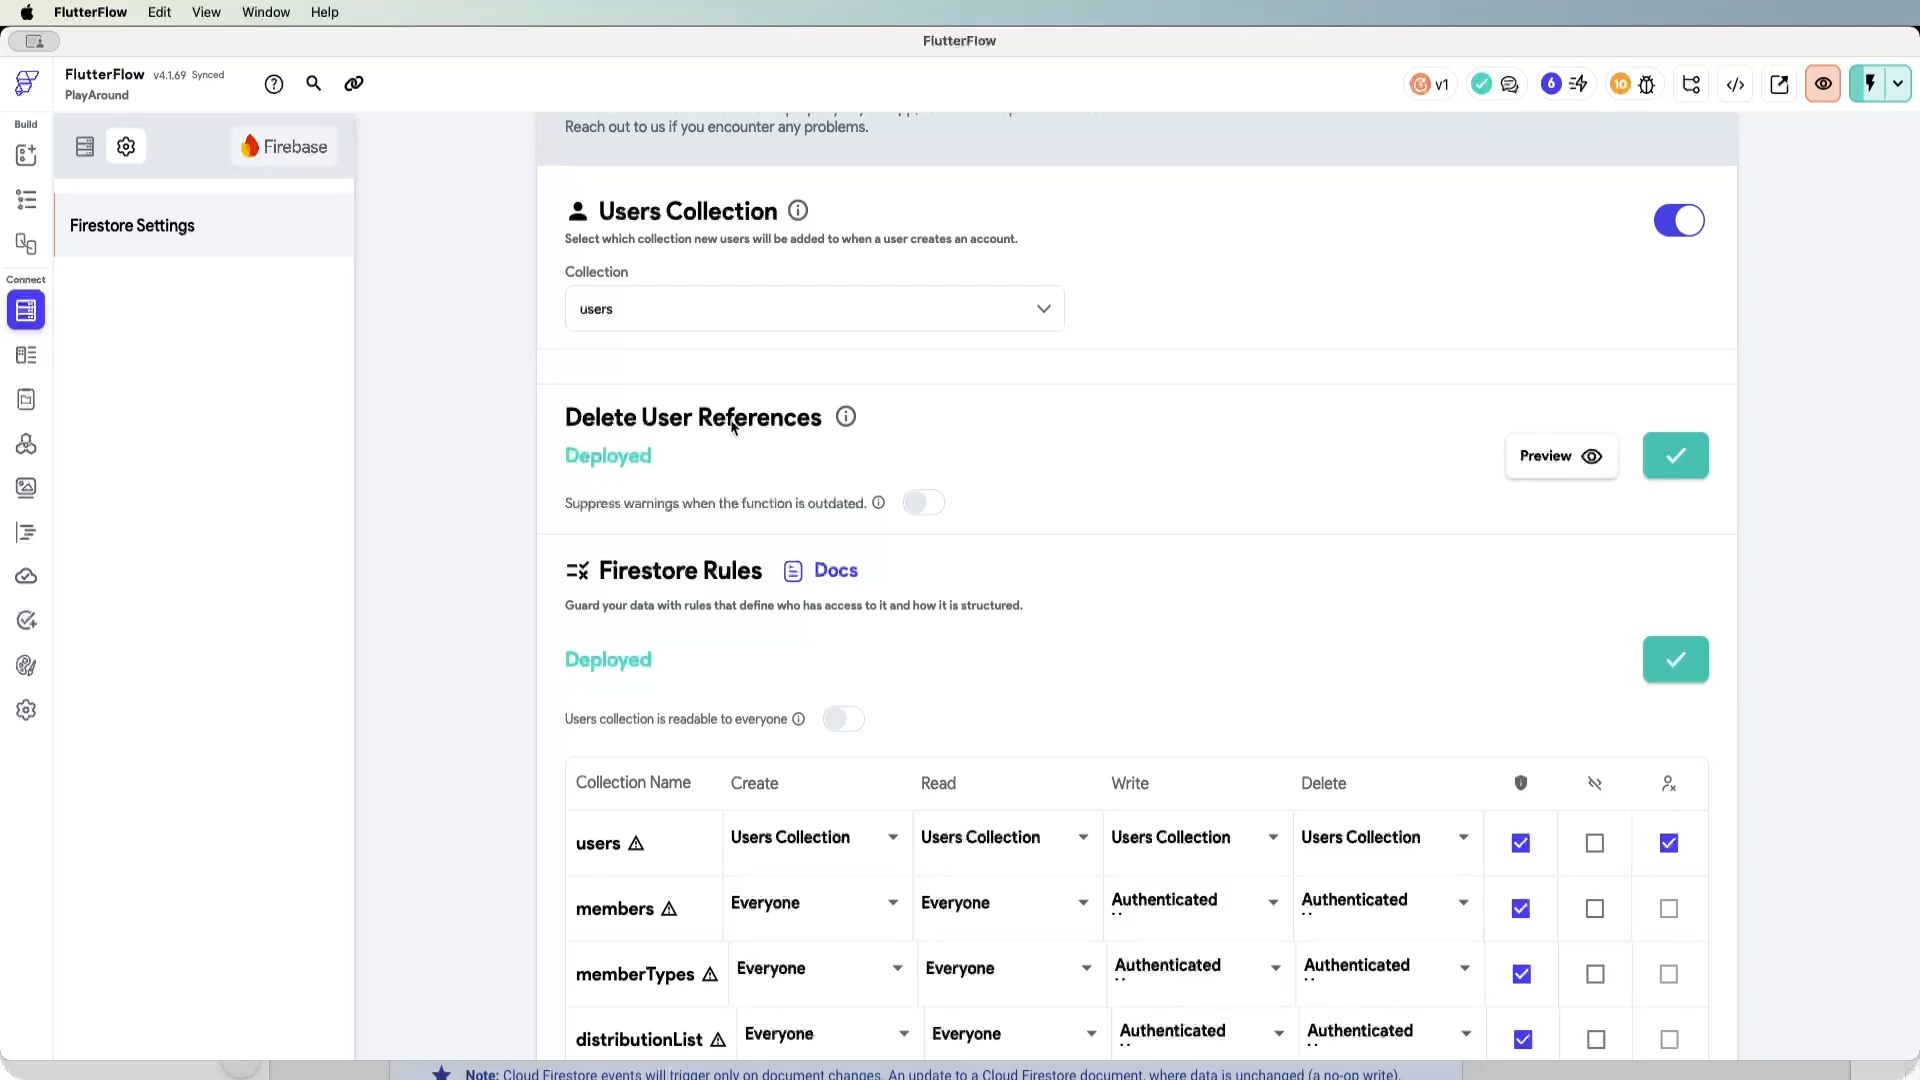 FlutterFlow Edit View Window Help
FlutterFlow
FlutterFlow v4.1.69 Synced
PlayAround
v1
6
10
Build
Connect
Firebase
Firestore Settings
Reach out to us if you encounter any problems.
Users Collection
Select which collection new users will be added to when a user creates an account.
Collection
users
Delete User References
Deployed
Preview
Suppress warnings when the function is outdated.
Firestore Rules Docs
Guard your data with rules that define who has access to it and how it is structured.
Deployed
Users collection is readable to everyone
Collection Name Create Read Write Delete
users Users Collection Users Collection Users Collection Users Collection
members Everyone Everyone Authenticated Authenticated
memberTypes Everyone Everyone Authenticated Authenticated
distributionList Everyone Everyone Authenticated Authenticated
Note: Cloud Firestore events will trigger only on document changes. An update to a Cloud Firestore document, where data is unchanged (a no-op write),